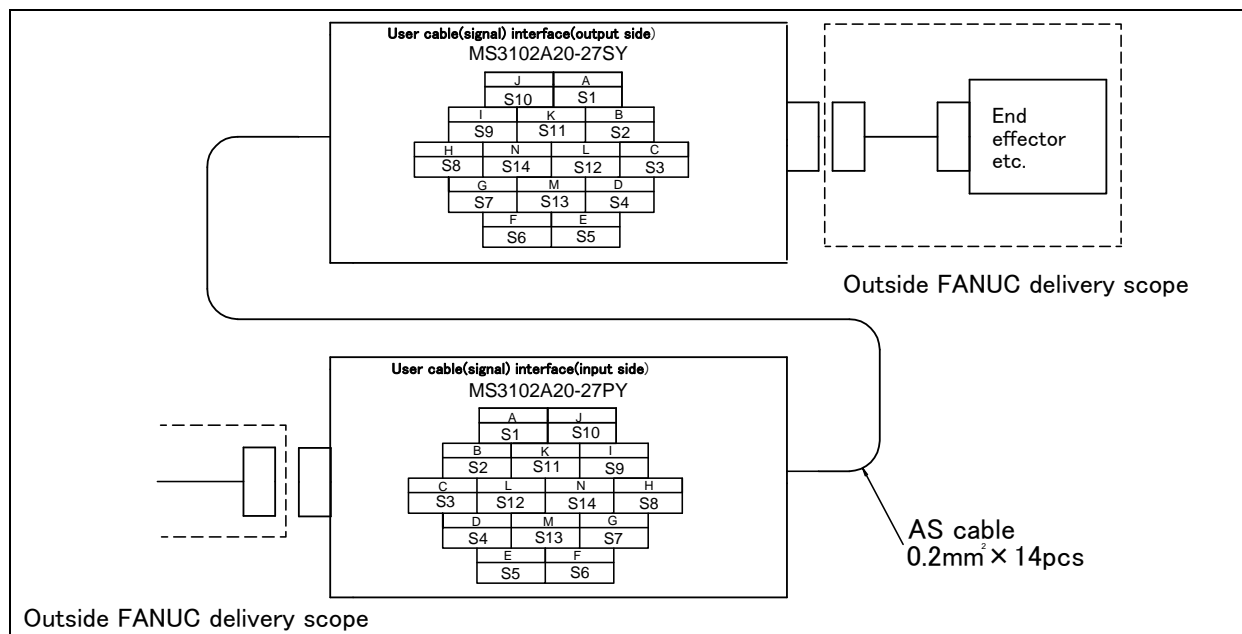 User cable(signal) interface(output side)
MS3102A20-27SY
J A
S10 S1
I K B
S9 S11 S2
H N L C
S8 S14 S12 S3
G M D
S7 S13 S4
F E
S6 S5
End
effector
etc.
Outside FANUC delivery scope
User cable(signal) interface(input side)
MS3102A20-27PY
A J
S1 S10
B K I
S2 S11 S9
C L N H
S3 S12 S14 S8
D M G
S4 S13 S7
E F
S5 S6
AS cable
0.2mm²×14pcs
Outside FANUC delivery scope